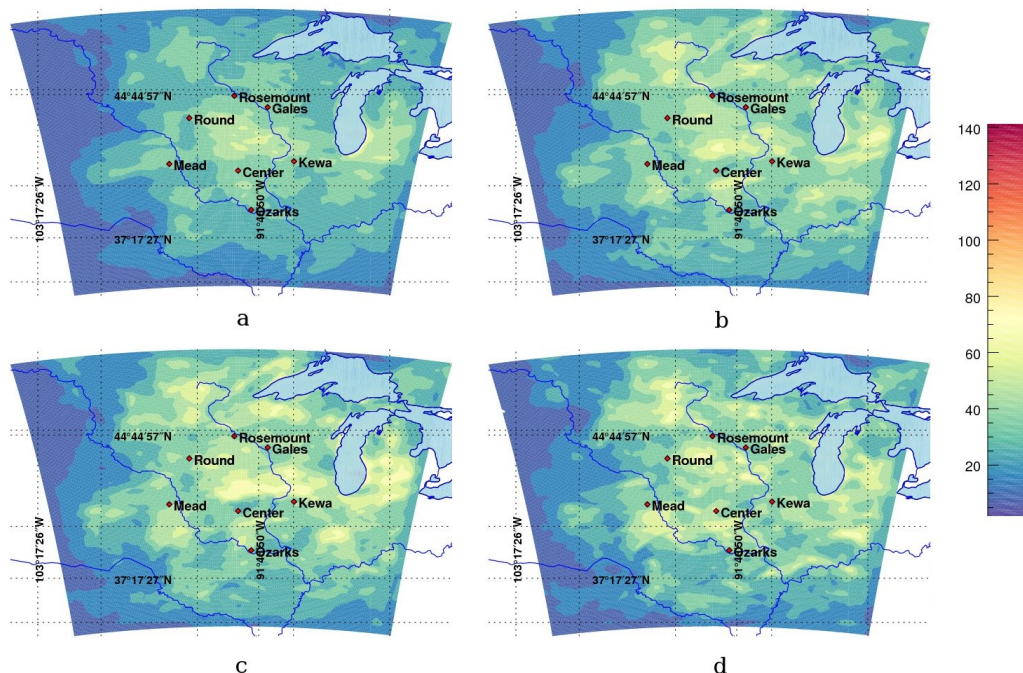 44°44′57″N
Rosemount
Gales
Round
Mead
Kewa
Center
Ozarks
103°17′26″W
91°40′50″W
37°17′27″N
a
44°44′57″N
Rosemount
Gales
Round
Mead
Kewa
Center
Ozarks
103°17′26″W
91°40′50″W
37°17′27″N
b
140
120
100
80
60
40
20
44°44′57″N
Rosemount
Gales
Round
Mead
Kewa
Center
Ozarks
103°17′26″W
91°40′50″W
37°17′27″N
c
44°44′57″N
Rosemount
Gales
Round
Mead
Kewa
Center
Ozarks
103°17′26″W
91°40′50″W
37°17′27″N
d